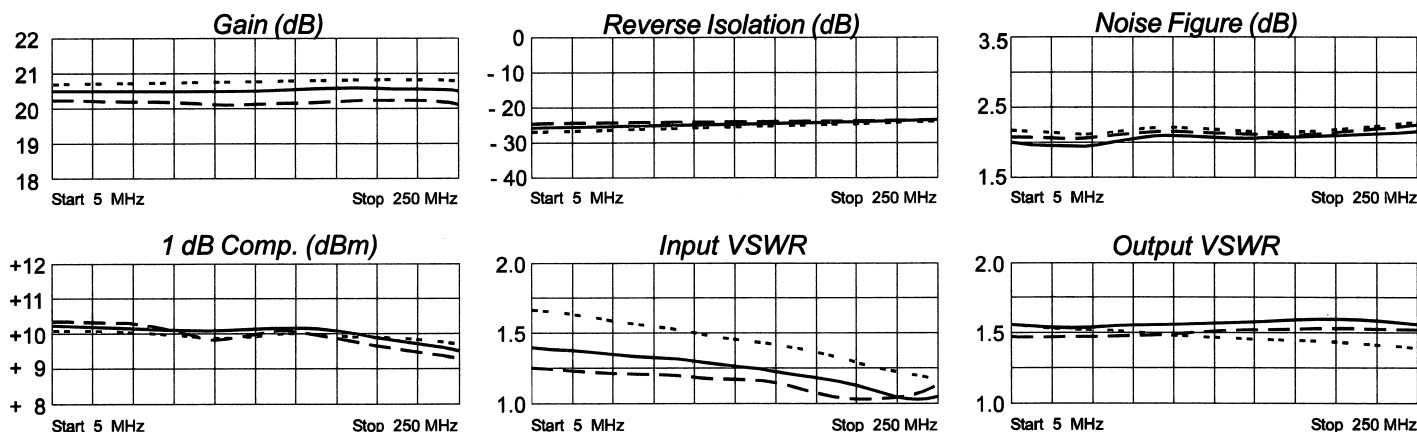 Gain (dB)
22
21
20
19
18
Start 5 MHz
Stop 250 MHz
Reverse Isolation (dB)
0
- 10
- 20
- 30
- 40
Start 5 MHz
Stop 250 MHz
Noise Figure (dB)
3.5
2.5
1.5
Start 5 MHz
Stop 250 MHz
1 dB Comp. (dBm)
+12
+11
+10
+ 9
+ 8
Start 5 MHz
Stop 250 MHz
Input VSWR
2.0
1.5
1.0
Start 5 MHz
Stop 250 MHz
Output VSWR
2.0
1.5
1.0
Start 5 MHz
Stop 250 MHz